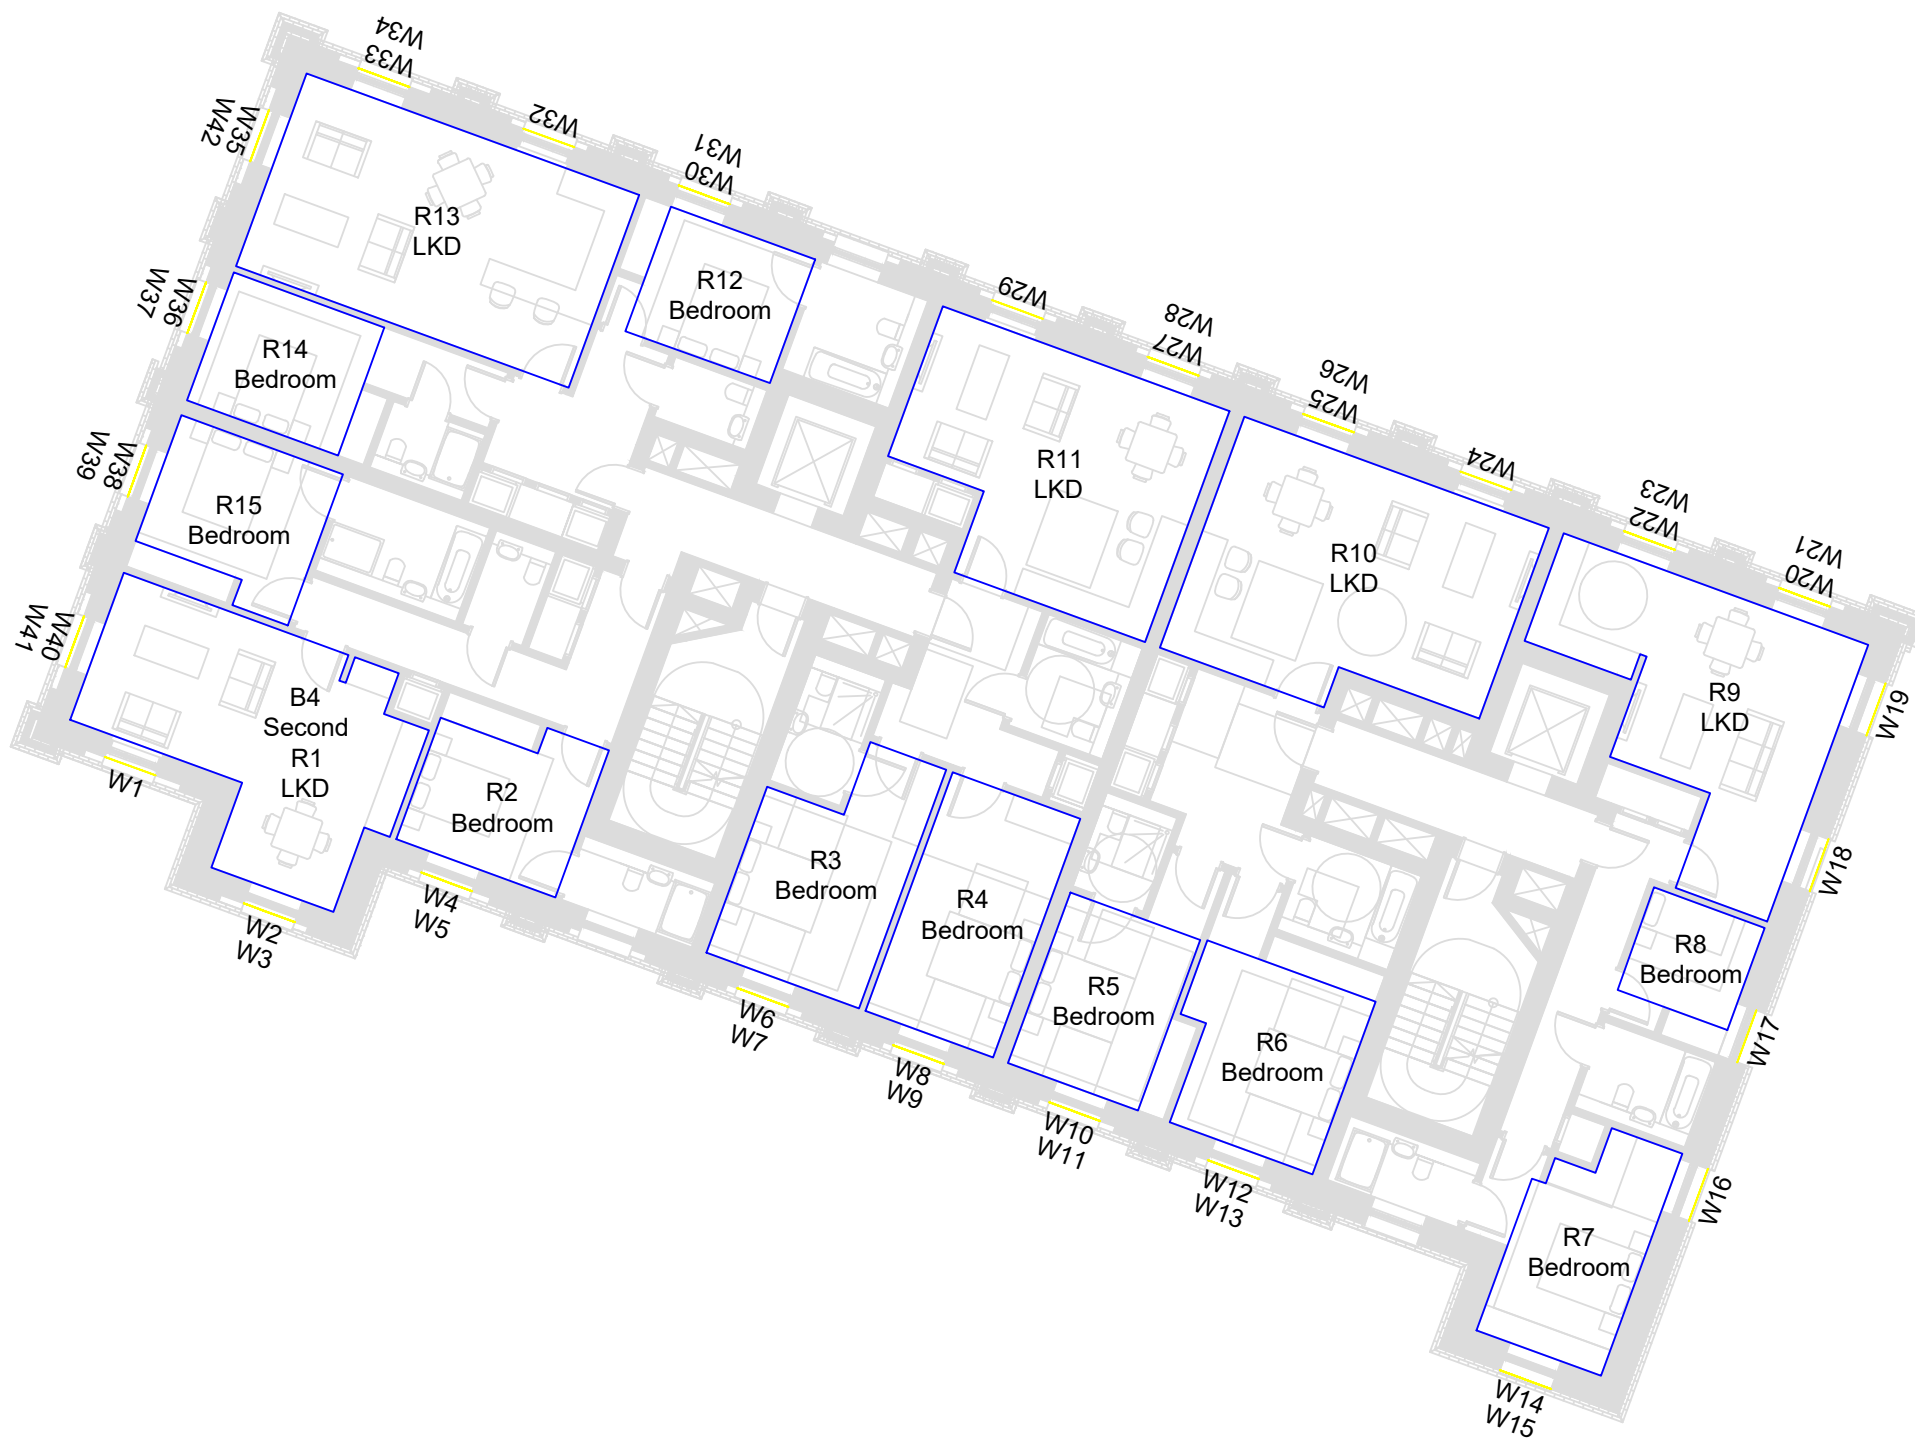 W34
W33
W32
W31
W30
W35
W42
R13
LKD
R12
Bedroom
W29
W28
W27
W26
W25
W36
W37
R14
Bedroom
W24
W23
W22
W21
W20
W38
W39
R15
Bedroom
R11
LKD
R10
LKD
W40
W41
B4
Second
R1
LKD
R9
LKD
W19
W1
R2
Bedroom
R3
Bedroom
R4
Bedroom
W18
W2
W3
W4
W5
R5
Bedroom
R6
Bedroom
R8
Bedroom
W17
W6
W7
W8
W9
W10
W11
W12
W13
W16
R7
Bedroom
W14
W15